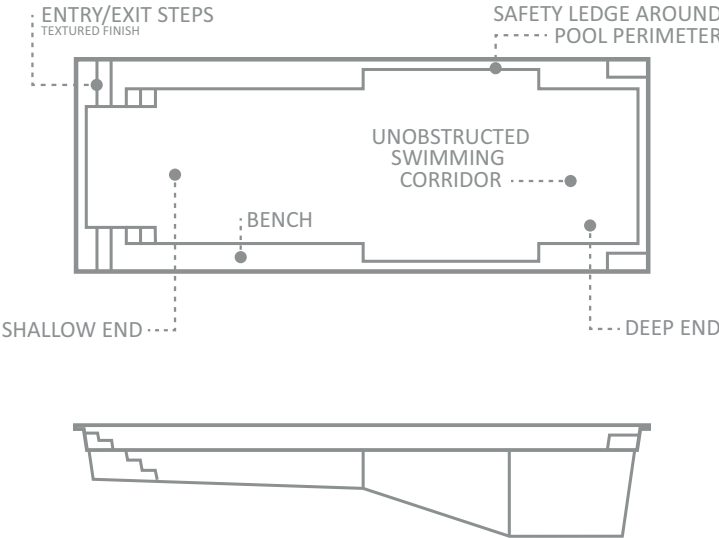 ENTRY/EXIT STEPS
TEXTURED FINISH
SAFETY LEDGE AROUND
POOL PERIMETER
UNOBSTRUCTED
SWIMMING
CORRIDOR
BENCH
SHALLOW END
DEEP END